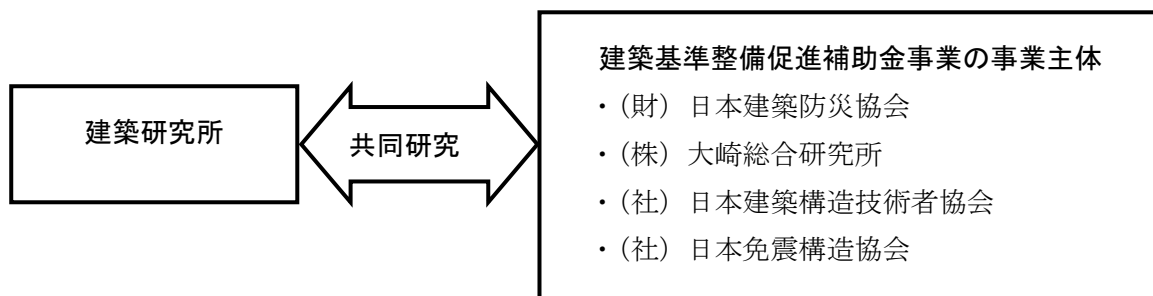 建築研究所
共同研究
建築基準整備促進補助金事業の事業主体
・(財) 日本建築防災協会
・(株) 大崎総合研究所
・(社) 日本建築構造技術者協会
・(社) 日本免震構造協会